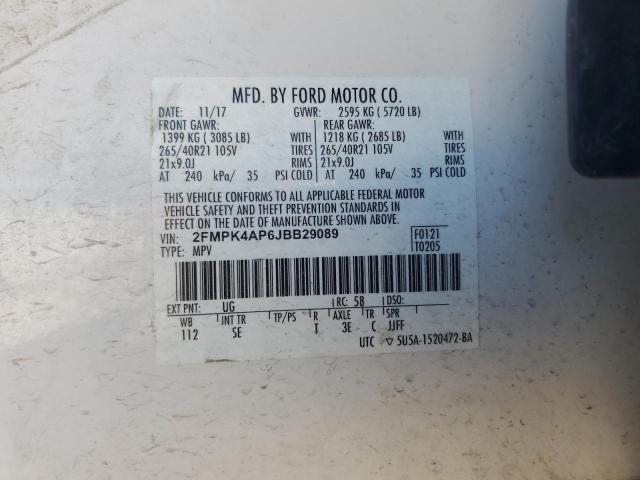 MFD. BY FORD MOTOR CO.
DATE: 11/17 GVWR: 2595 KG ( 5720 LB)
FRONT GAWR: REAR GAWR:
1399 KG ( 3085 LB) WITH 1218 KG ( 2685 LB) WITH
265/40R21 105V TIRES 265/40R21 105V TIRES
21x9.0J RIMS 21x9.0J RIMS
AT 240 kPa/ 35 PSI COLD AT 240 kPa/ 35 PSI COLD
THIS VEHICLE CONFORMS TO ALL APPLICABLE FEDERAL MOTOR
VEHICLE SAFETY AND THEFT PREVENTION STANDARDS IN
EFFECT ON THE DATE OF MANUFACTURE SHOWN ABOVE.
VIN: 2FMPK4AP6JBB29089 F0121
TYPE: MPV T0205
EXT PNT: UG RC: 58 DSO:
WB INT TR TP/PS R AXLE TR SPR
112 SE T 3E C JJFF
UTC ▽ 5U5A-1520472-BA